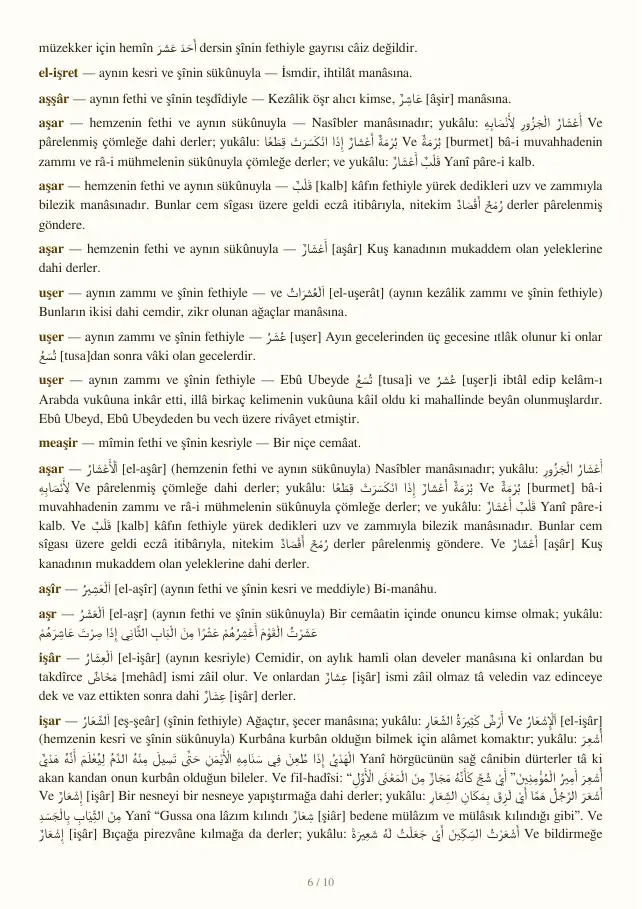 müzekker için hemîn أَحَدَ عَشَرَ dersin şînin fethiyle gayrısı câiz değildir.
el-işret — aynın kesri ve şînin sükûnuyla — İsmdir, ihtilât manâsına.
aşşâr — aynın fethi ve şînin teşdîdiyle — Kezâlik öşr alıcı kimse, عَاشِرٌ [âşir] manâsına.
aşar — hemzenin fethi ve aynın sükûnuyla — Nasîbler manâsınadır; yukâlu: أَعْشَارُ الْجَزُورِ لِأَنْصَابِهِ Ve
pârelenmiş çömleğe dahi derler; yukâlu: بُرْمَةٌ أَعْشَارٌ إِذَا انْكَسَرَتْ قِطَعًا Ve بُرْمَةٌ [burmet] bâ-i muvahhadenin
zammı ve râ-i mühmelenin sükûnuyla çömleğe derler; ve yukâlu: قَلْبٌ أَعْشَارٌ Yanî pâre-i kalb.
aşar — hemzenin fethi ve aynın sükûnuyla — قَلْبٌ [kalb] kâfın fethiyle yürek dedikleri uzv ve zammıyla
bilezik manâsınadır. Bunlar cem sîgası üzere geldi eczâ itibârıyla, nitekim رُمْحٌ أَقْصَادٌ derler pârelenmiş
göndere.
aşar — hemzenin fethi ve aynın sükûnuyla — أَعْشَارٌ [aşâr] Kuş kanadının mukaddem olan yeleklerine
dahi derler.
uşer — aynın zammı ve şînin fethiyle — ve اَلْعُشَرَاتُ [el-uşerât] (aynın kezâlik zammı ve şînin fethiyle)
Bunların ikisi dahi cemdir, zikr olunan ağaçlar manâsına.
uşer — aynın zammı ve şînin fethiyle — عُشَرُ [uşer] Ayın gecelerinden üç gecesine ıtlâk olunur ki onlar
تُسَعُ [tusa]dan sonra vâki olan gecelerdir.
uşer — aynın zammı ve şînin fethiyle — Ebû Ubeyde تُسَعُ [tusa]i ve عُشَرُ [uşer]i ibtâl edip kelâm-ı
Arabda vukûuna inkâr etti, illâ birkaç kelimenin vukûuna kâil oldu ki mahallinde beyân olunmuşlardır.
Ebû Ubeyd, Ebû Ubeydeden bu vech üzere rivâyet etmiştir.
meaşir — mîmin fethi ve şînin kesriyle — Bir niçe cemâat.
aşar — اَلْأَعْشَارُ [el-aşâr] (hemzenin fethi ve aynın sükûnuyla) Nasîbler manâsınadır; yukâlu: أَعْشَارُ الْجَزُورِ
لِأَنْصَابِهِ Ve pârelenmiş çömleğe dahi derler; yukâlu: بُرْمَةٌ أَعْشَارٌ إِذَا انْكَسَرَتْ قِطَعًا Ve بُرْمَةٌ [burmet] bâ-i
muvahhadenin zammı ve râ-i mühmelenin sükûnuyla çömleğe derler; ve yukâlu: قَلْبٌ أَعْشَارٌ Yanî pâre-i
kalb. Ve قَلْبٌ [kalb] kâfın fethiyle yürek dedikleri uzv ve zammıyla bilezik manâsınadır. Bunlar cem
sîgası üzere geldi eczâ itibârıyla, nitekim رُمْحٌ أَقْصَادٌ derler pârelenmiş göndere. Ve أَعْشَارٌ [aşâr] Kuş
kanadının mukaddem olan yeleklerine dahi derler.
aşîr — اَلْعَشِيرُ [el-aşîr] (aynın fethi ve şînin kesri ve meddiyle) Bi-manâhu.
aşr — اَلْعَشْرُ [el-aşr] (aynın fethi ve şînin sükûnuyla) Bir cemâatin içinde onuncu kimse olmak; yukâlu:
عَشَرْتُ الْقَوْمَ أَعْشِرُهُمْ عَشْرًا مِنَ الْبَابِ الثَّانِي إِذَا صِرْتَ عَاشِرَهُمْ
işâr — اَلْعِشَارُ [el-işâr] (aynın kesriyle) Cemidir, on aylık hamli olan develer manâsına ki onlardan bu
takdîrce مَخَاضٌ [mehâd] ismi zâil olur. Ve onlardan عِشَارٌ [işâr] ismi zâil olmaz tâ veledin vaz edinceye
dek ve vaz ettikten sonra dahi عِشَارٌ [işâr] derler.
işar — اَلشَّعَارُ [eş-şeâr] (şînin fethiyle) Ağaçtır, şecer manâsına; yukâlu: أَرْضٌ كَثِيرَةُ الشَّعَارِ Ve اَلْإِشْعَارُ [el-işâr]
(hemzenin kesri ve şînin sükûnuyla) Kurbâna kurbân olduğun bilmek için alâmet komaktır; yukâlu: أُشْعِرَ
الْهَدْيُ إِذَا طُعِنَ فِي سَنَامِهِ الْأَيْمَنِ حَتَّى تَسِيلَ مِنْهُ الدَّمُ لِيُعْلَمَ أَنَّهُ هَدْيٌ Yanî hörgücünün sağ cânibin dürterler tâ ki
akan kandan onun kurbân olduğun bileler. Ve fil-hadîsi: “أُشْعِرَ أَمِيرُ الْمُؤْمِنِينَ” أَيْ شُجَّ كَأَنَّهُ مَجَازٌ مِنَ الْمَعْنَى الْأَوَّلِ
Ve إِشْعَارٌ [işâr] Bir nesneyi bir nesneye yapıştırmağa dahi derler; yukâlu: أَشْعَرَ الرَّجُلُ هَمًّا أَيْ لَزِقَ بِمَكَانِ الشِّعَارِ
مِنَ الثِّيَابِ بِالْجَسَدِ Yanî “Gussa ona lâzım kılındı شِعَارٌ [şiâr] bedene mülâzım ve mülâsık kılındığı gibi”. Ve
إِشْعَارٌ [işâr] Bıçağa pirezvâne kılmağa da derler; yukâlu: أَشْعَرْتُ السِّكِّينَ أَيْ جَعَلْتُ لَهُ شَعِيرَةً Ve bildirmeğe
6 / 10